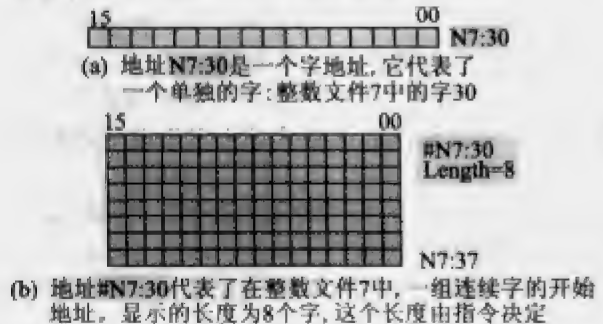 15 00
N7:30
(a) 地址N7:30是一个字地址,它代表了
一个单独的字:整数文件7中的字30
15 00
#N7:30
Length=8
N7:37
(b) 地址#N7:30代表了在整数文件7中,一组连续字的开始
地址。显示的长度为8个字,这个长度由指令决定